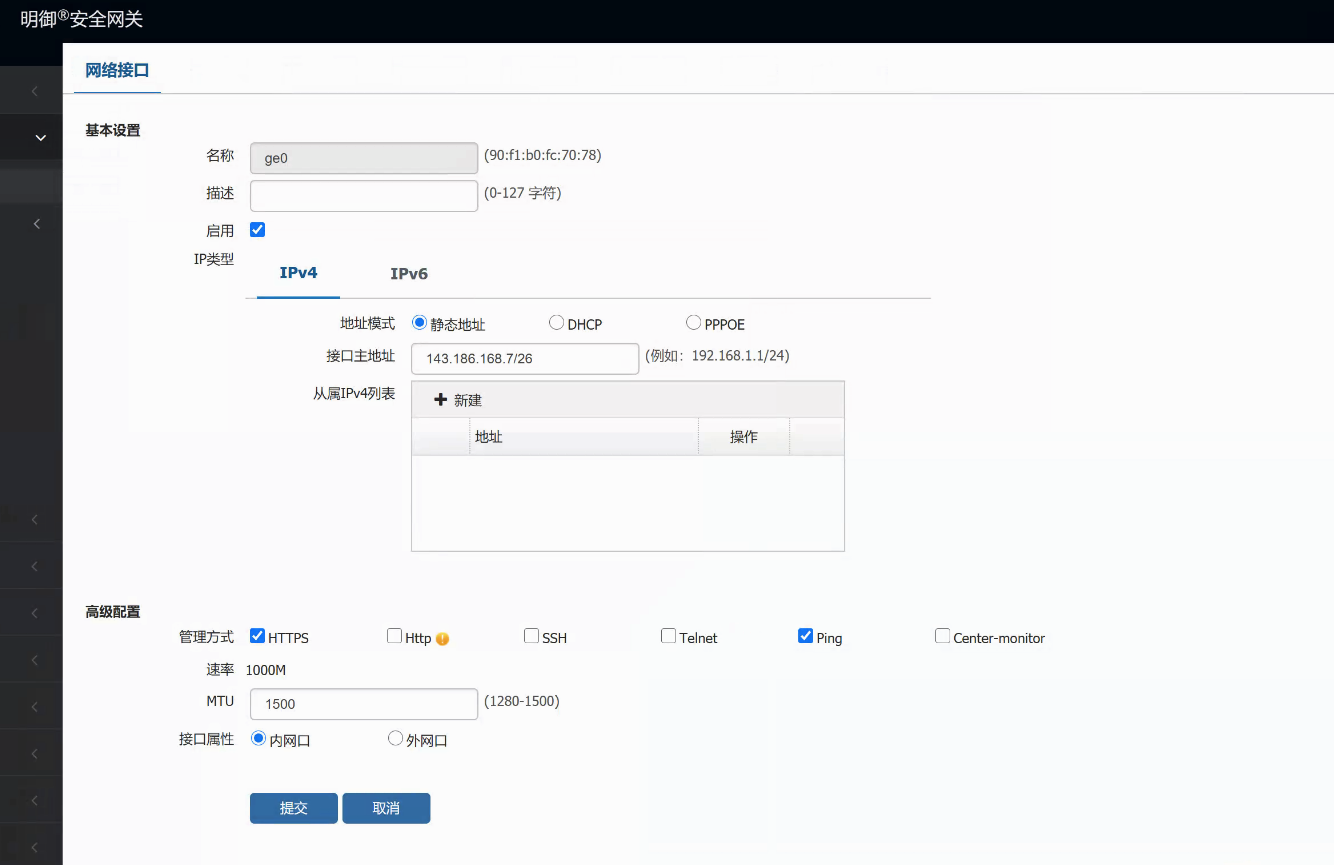 明御®安全网关
网络接口
基本设置
名称 ge0 (90:f1:b0:fc:70:78)
描述 (0-127 字符)
启用
IP类型 IPv4 IPv6
地址模式 静态地址 DHCP PPPOE
接口主地址 143.186.168.7/26 (例如：192.168.1.1/24)
从属IPv4列表 新建
地址 操作
高级配置
管理方式 HTTPS Http SSH Telnet Ping Center-monitor
速率 1000M
MTU 1500 (1280-1500)
接口属性 内网口 外网口
提交 取消